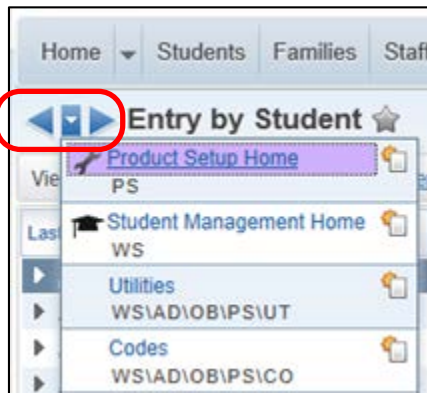 Home Students Families Staff
Entry by Student
Product Setup Home
PS
Vie
Student Management Home
WS
Las
Utilities
WS\AD\OB\PS\UT
Codes
WS\AD\OB\PS\CO